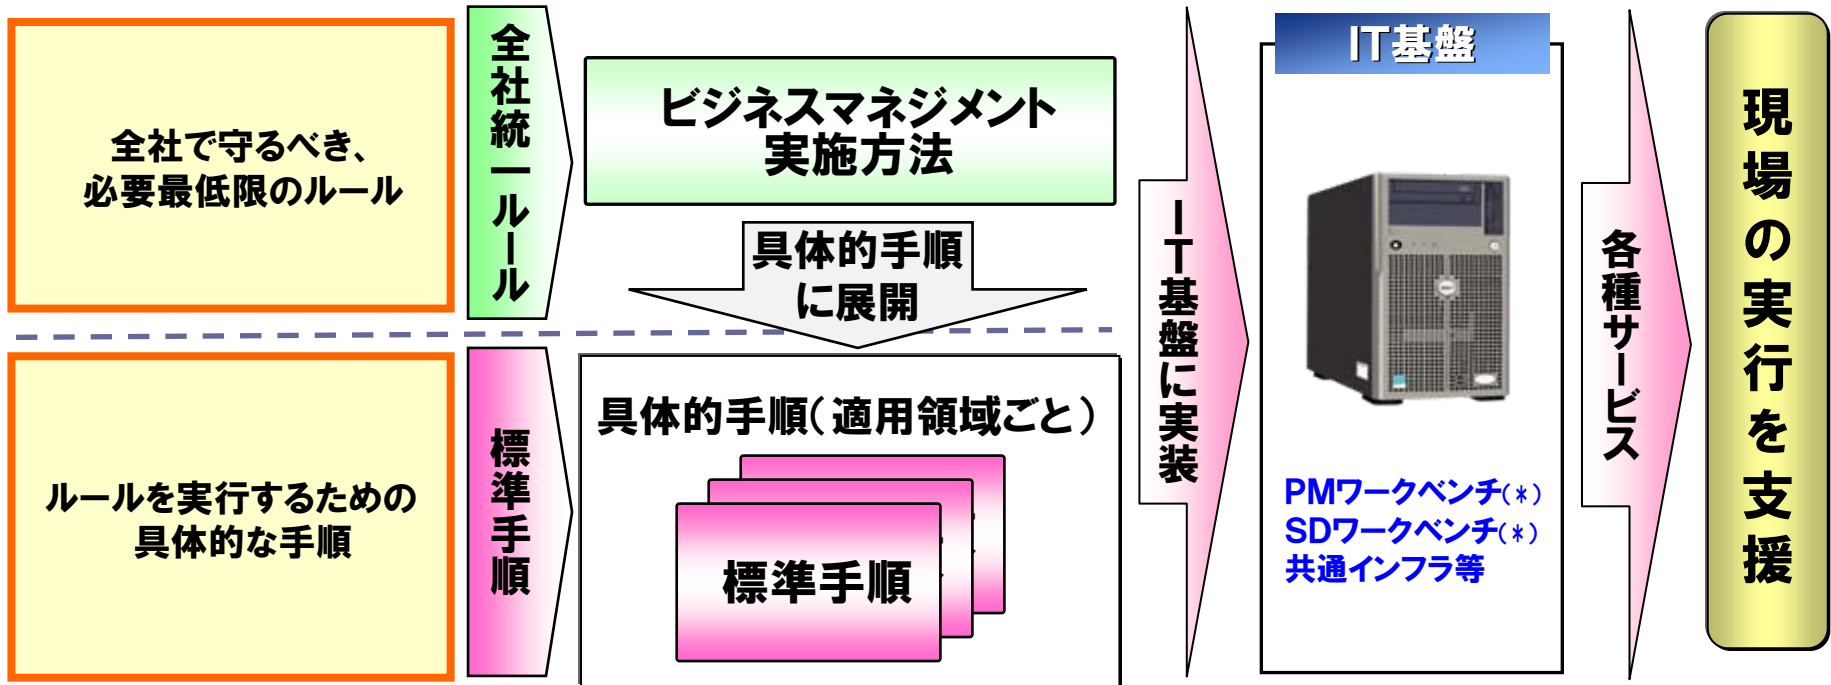 全社で守るべき、
必要最低限のルール
全社統一ルール
ビジネスマネジメント
実施方法
具体的手順
に展開
ルールを実行するための
具体的な手順
標準手順
具体的手順(適用領域ごと)
標準手順
IT基盤に実装
IT基盤
PMワークベンチ(*)
SDワークベンチ(*)
共通インフラ等
各種サービス
現場の実行を支援